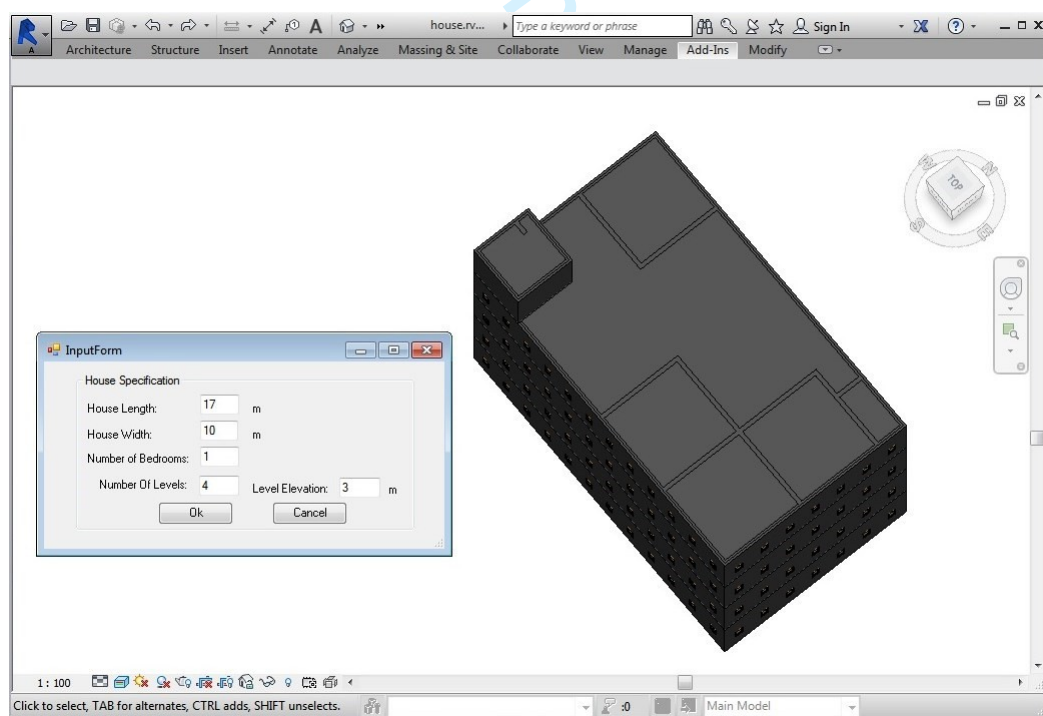 house.rv...
Type a keyword or phrase
Sign In
Architecture Structure Insert Annotate Analyze Massing & Site Collaborate View Manage Add-Ins Modify
TOP
InputForm
House Specification
House Length: 17 m
House Width: 10 m
Number of Bedrooms: 1
Number Of Levels: 4 Level Elevation: 3 m
Ok Cancel
1 : 100
Click to select, TAB for alternates, CTRL adds, SHIFT unselects. :0 Main Model